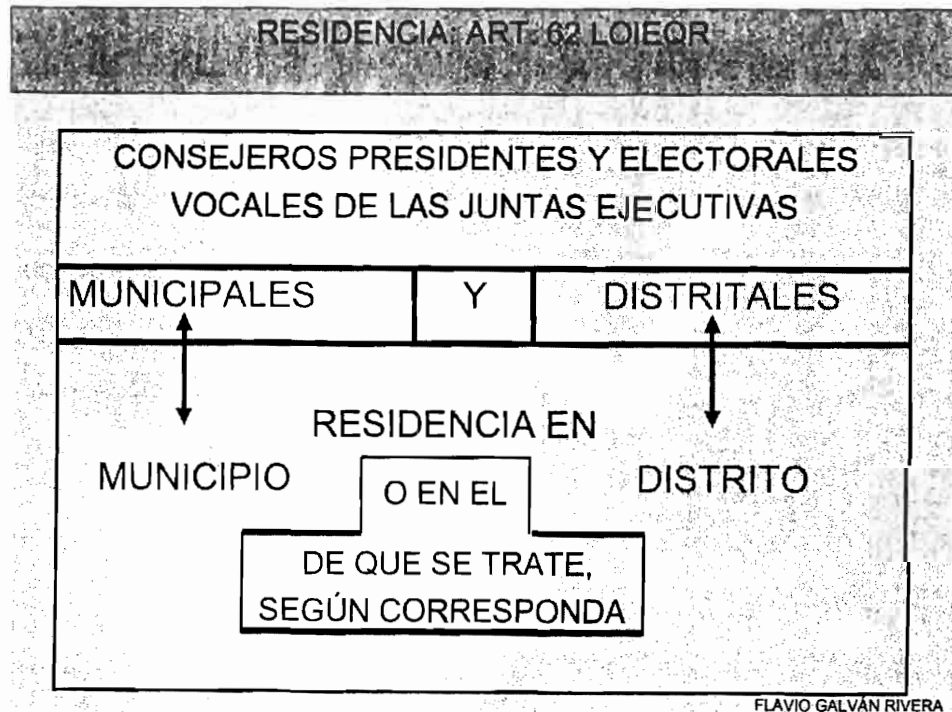 RESIDENCIA: ART. 62 LOIEQR
CONSEJEROS PRESIDENTES Y ELECTORALES
VOCALES DE LAS JUNTAS EJECUTIVAS
MUNICIPALES Y DISTRITALES
RESIDENCIA EN
MUNICIPIO O EN EL DISTRITO
DE QUE SE TRATE,
SEGÚN CORRESPONDA
FLAVIO GALVÁN RIVERA